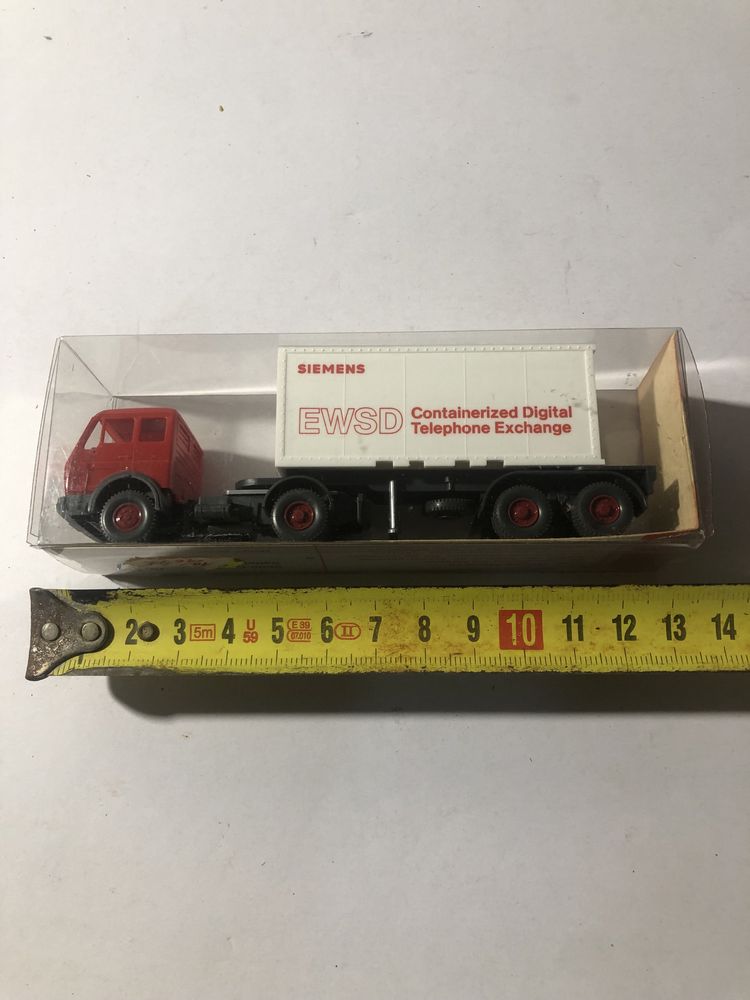 SIEMENS
EWSD
Containerized Digital
Telephone Exchange
2 3 5m 4 U 59 5 E 39 07.010 6 II 7 8 9 10 11 12 13 14